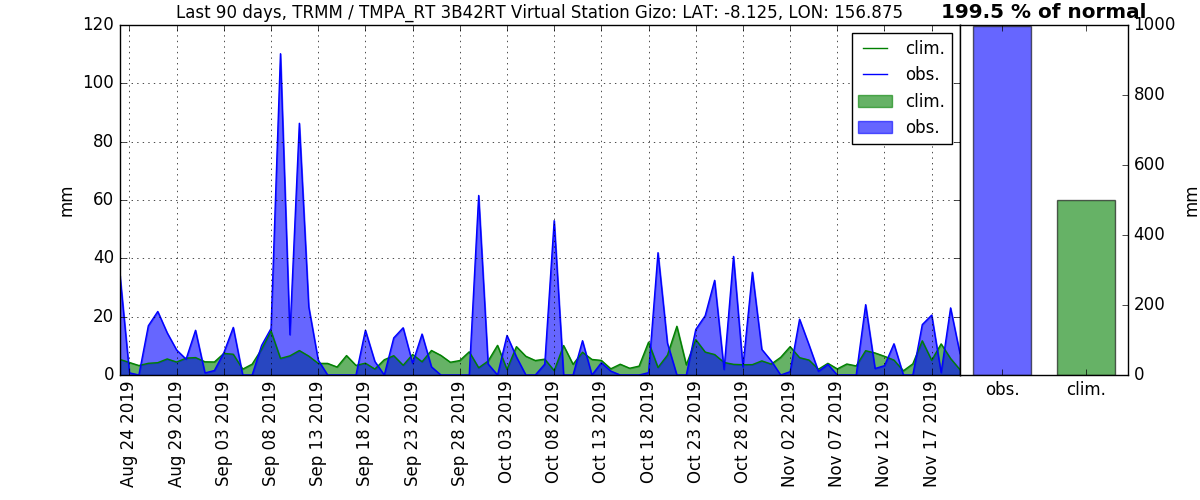 Last 90 days, TRMM / TMPA_RT 3B42RT Virtual Station Gizo: LAT: -8.125, LON: 156.875
199.5 % of normal
mm
120
100
80
60
40
20
0
clim.
obs.
clim.
obs.
Aug 24 2019
Aug 29 2019
Sep 03 2019
Sep 08 2019
Sep 13 2019
Sep 18 2019
Sep 23 2019
Sep 28 2019
Oct 03 2019
Oct 08 2019
Oct 13 2019
Oct 18 2019
Oct 23 2019
Oct 28 2019
Nov 02 2019
Nov 07 2019
Nov 12 2019
Nov 17 2019
obs.
clim.
1000
800
600
400
200
0
mm